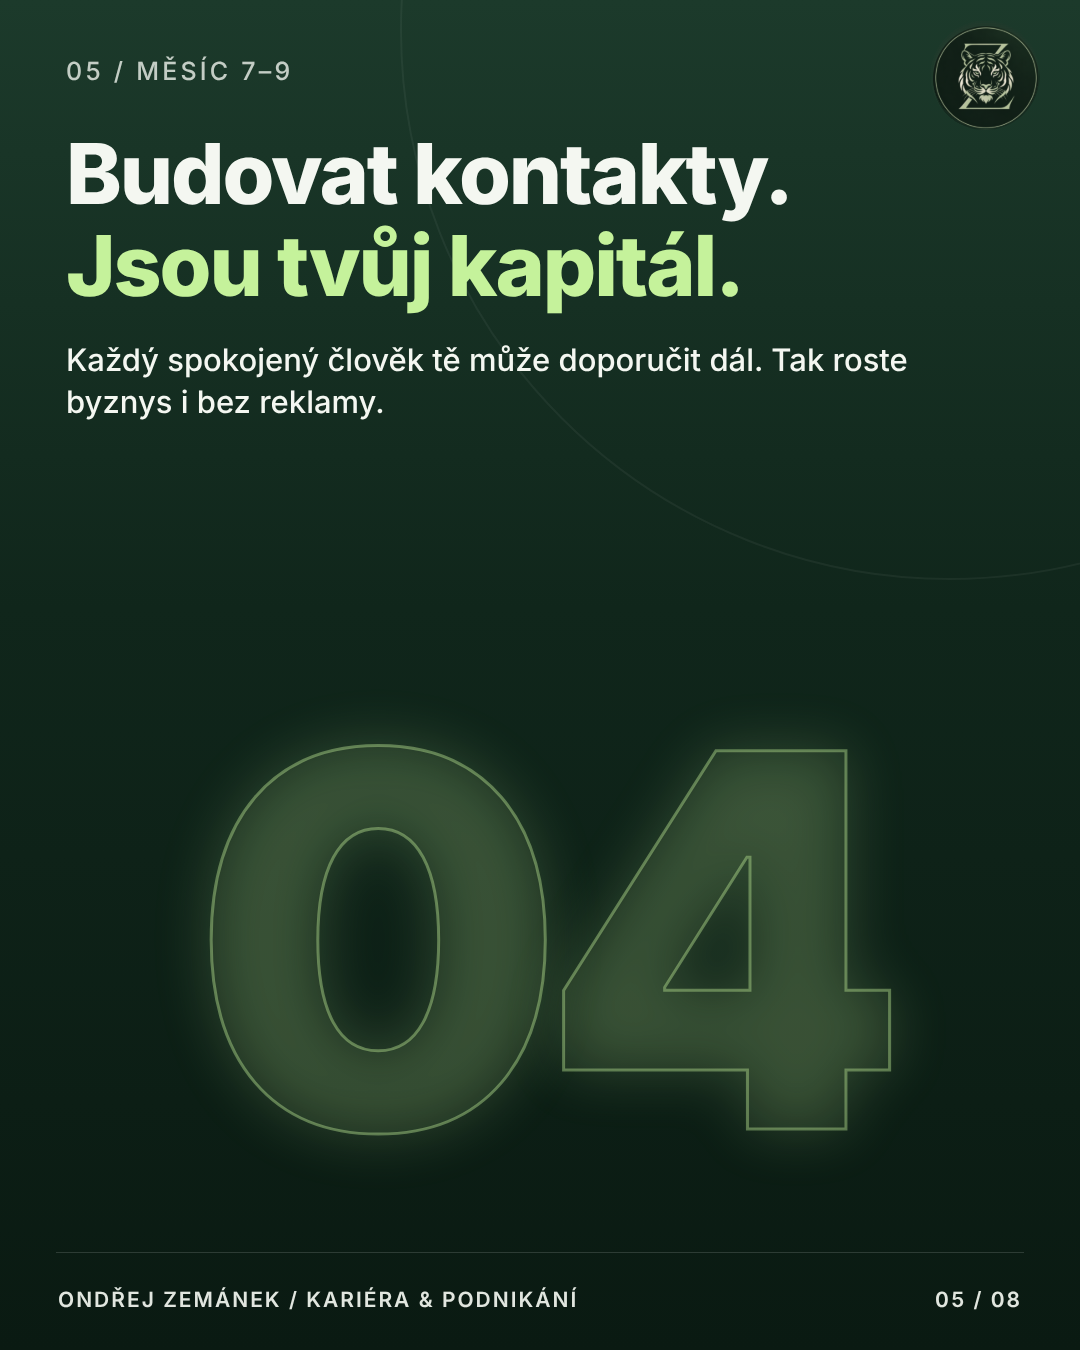 05 / MĚSÍC 7–9
Budovat kontakty.
Jsou tvůj kapitál.
Každý spokojený člověk tě může doporučit dál. Tak roste
byznys i bez reklamy.
04
ONDŘEJ ZEMÁNEK / KARIÉRA & PODNIKÁNÍ
05 / 08